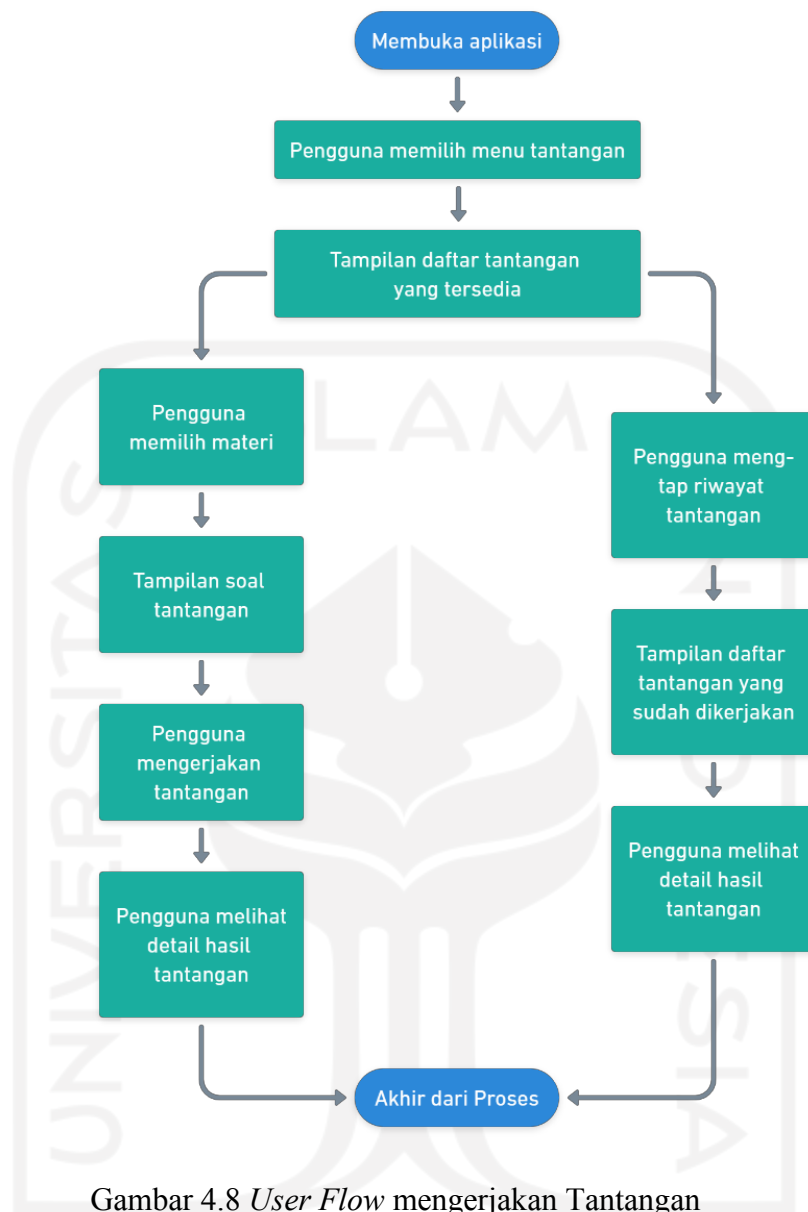 Membuka aplikasi
Pengguna memilih menu tantangan
Tampilan daftar tantangan
yang tersedia
Pengguna
memilih materi
Tampilan soal
tantangan
Pengguna
mengerjakan
tantangan
Pengguna melihat
detail hasil
tantangan
Pengguna meng-
tap riwayat
tantangan
Tampilan daftar
tantangan yang
sudah dikerjakan
Pengguna melihat
detail hasil
tantangan
Akhir dari Proses
Gambar 4.8 User Flow mengerjakan Tantangan